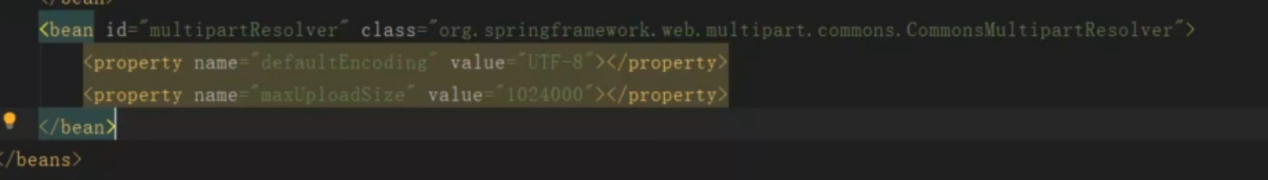 </bean>
<bean id="multipartResolver" class="org.springframework.web.multipart.commons.CommonsMultipartResolver">
<property name="defaultEncoding" value="UTF-8"></property>
<property name="maxUploadSize" value="1024000"></property>
</bean>
</beans>